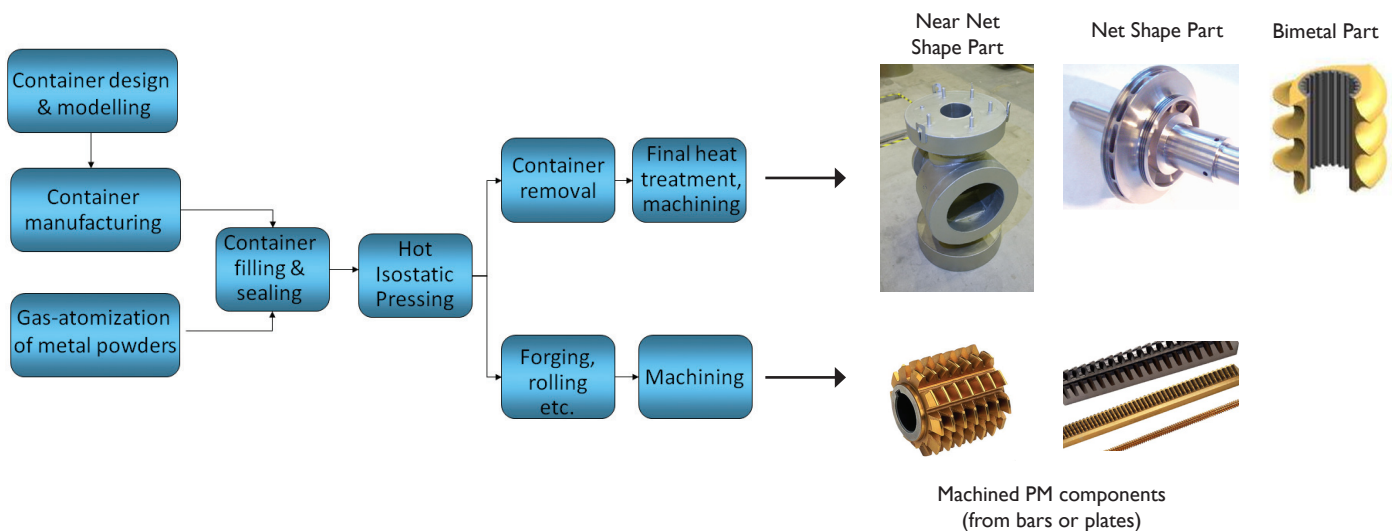 Near Net
Shape Part
Net Shape Part
Bimetal Part
Container design
& modelling
Container
manufacturing
Gas-atomization
of metal powders
Container
filling &
sealing
Hot
Isostatic
Pressing
Container
removal
Final heat
treatment,
machining
Forging,
rolling
etc.
Machining
Machined PM components
(from bars or plates)